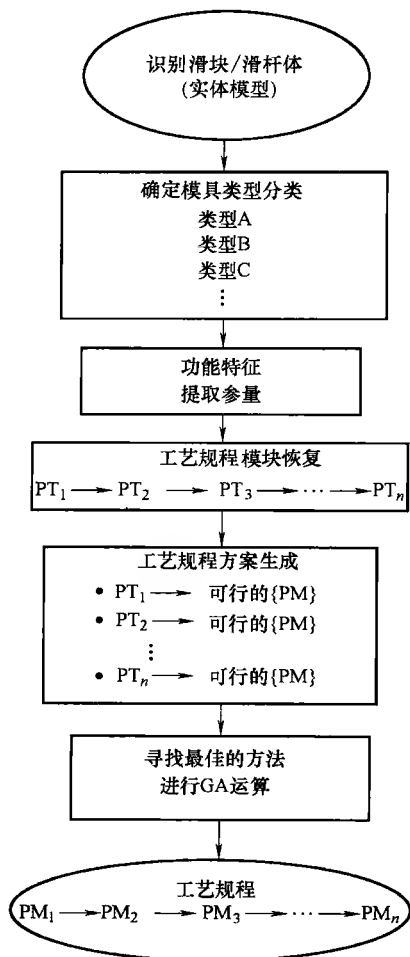 识别滑块/滑杆体
(实体模型)
确定模具类型分类
类型A
类型B
类型C
⋮
功能特征
提取参量
工艺规程模块恢复
PT₁ → PT₂ → PT₃ → ⋯ → PTₙ
工艺规程方案生成
• PT₁ → 可行的{PM}
• PT₂ → 可行的{PM}
⋮
• PTₙ → 可行的{PM}
寻找最佳的方法
进行GA运算
工艺规程
PM₁ → PM₂ → PM₃ → ⋯ → PMₙ